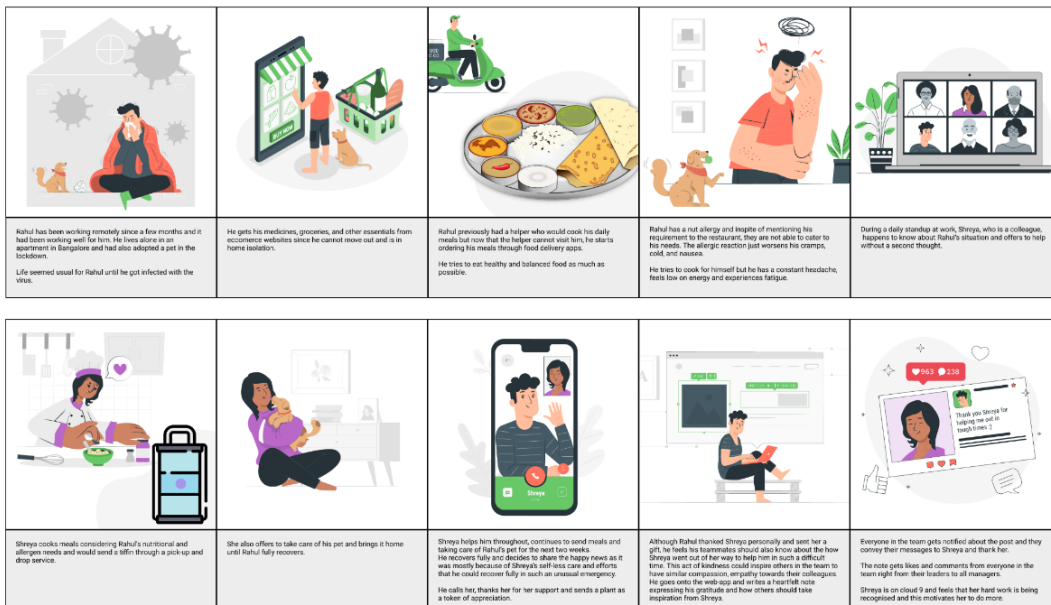 BUY NOW
Rahul has been working remotely since a few months and it
had been working well for him. He lives alone in an
apartment in Bangalore and had also adopted a pet in the
lockdown.
Life seemed usual for Rahul until he got infected with the
virus.
He gets his medicines, groceries, and other essentials from
eccomerce websites since he cannot move out and is in
home isolation.
Rahul previously had a helper who would cook his daily
meals but now that the helper cannot visit him, he starts
ordering his meals through food delivery apps.
He tries to eat healthy and balanced food as much as
possible.
Rahul has a nut allergy and inspite of mentioning his
requirement to the restaurant, they are not able to cater to
his needs. The allergic reaction just worsens his cramps,
cold, and nausea.
He tries to cook for himself but he has a constant headache,
feels low on energy and experiences fatigue.
During a daily standup at work, Shreya, who is a colleague,
happens to know about Rahul's situation and offers to help
without a second thought.
Shreya
963 238
Thank you Shreya for
helping me out in
tough times :)
Shreya cooks meals considering Rahul's nutritional and
allergen needs and would send a tiffin through a pick-up and
drop service.
She also offers to take care of his pet and brings it home
until Rahul fully recovers.
Shreya helps him throughout, continues to send meals and
taking care of Rahul's pet for the next two weeks.
He recovers fully and decides to share the happy news as it
was mostly because of Shreya's self-less care and efforts
that he could recover fully in such an unusual emergency.
He calls her, thanks her for her support and sends a plant as
a token of appreciation.
Although Rahul thanked Shreya personally and sent her a
gift, he feels his teammates should also know about the how
Shreya went out of her way to help him in such a difficult
time. This act of kindness could inspire others in the team to
have similar compassion, empathy towards their colleagues.
He goes onto the web-app and writes a heartfelt note
expressing his gratitude and how others should take
inspiration from Shreya.
Everyone in the team gets notified about the post and they
convey their messages to Shreya and thank her.
The note gets likes and comments from everyone in the
team right from their leaders to all managers.
Shreya is on cloud 9 and feels that her hard work is being
recognised and this motivates her to do more.